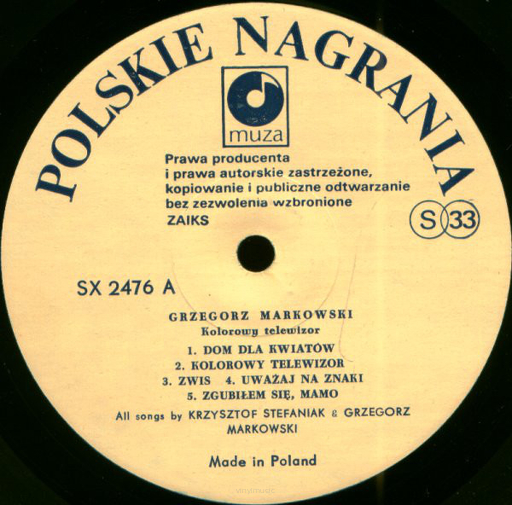 POLSKIE NAGRANIA
muza
Prawa producenta
i prawa autorskie zastrzeżone,
kopiowanie i publiczne odtwarzanie
bez zezwolenia wzbronione
ZAIKS
S 33
SX 2476 A
GRZEGORZ MARKOWSKI
Kolorowy telewizor
1. DOM DLA KWIATÓW
2. KOLOROWY TELEWIZOR
3. ZWIS 4. UWAŻAJ NA ZNAKI
5. ZGUBIŁEM SIĘ, MAMO
All songs by KRZYSZTOF STEFANIAK & GRZEGORZ
MARKOWSKI
Made in Poland